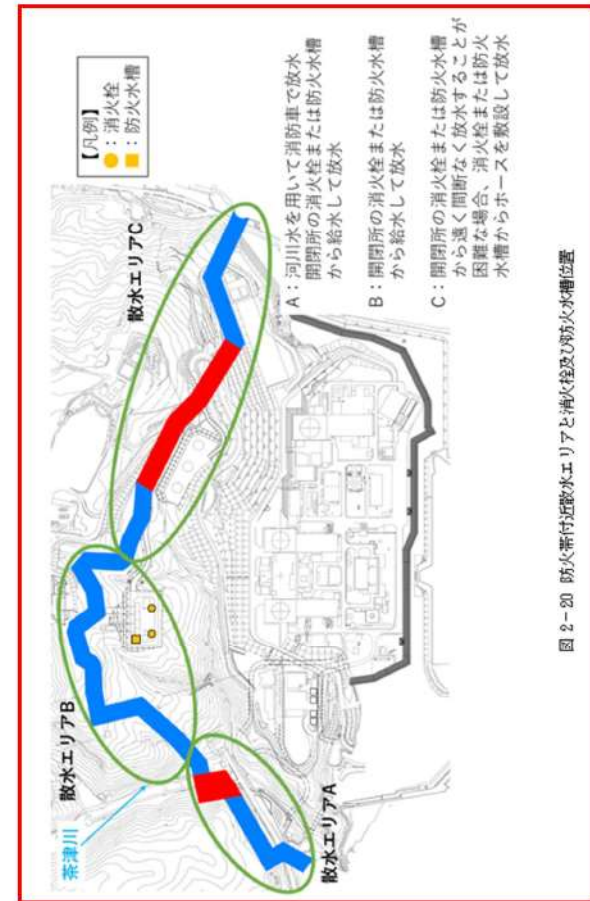 【凡例】
●：消火栓
■：防火水槽
散水エリアC
散水エリアB
茶津川
散水エリアA
A：河川水を用いて消防車で放水
開閉所の消火栓または防火水槽
から給水して放水
B：開閉所の消火栓または防火水槽
から給水して放水
C：開閉所の消火栓または防火水槽
から遠く間断なく放水することが
困難な場合、消火栓または防火
水槽からホースを敷設して放水
図 2－20 防火帯付近散水エリアと消火栓及び防火水槽位置